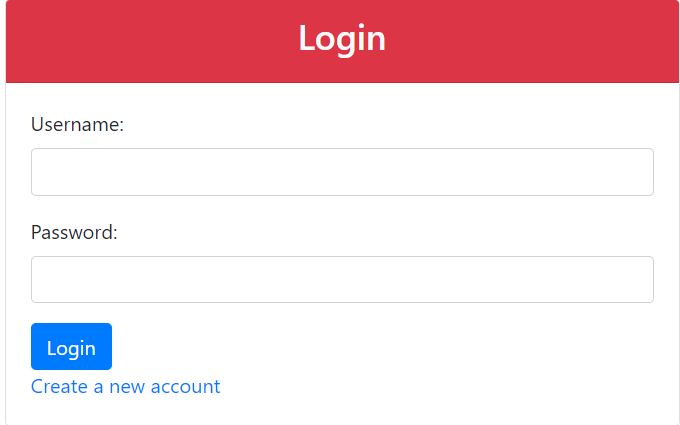 Login
Username:
Password:
Login
Create a new account